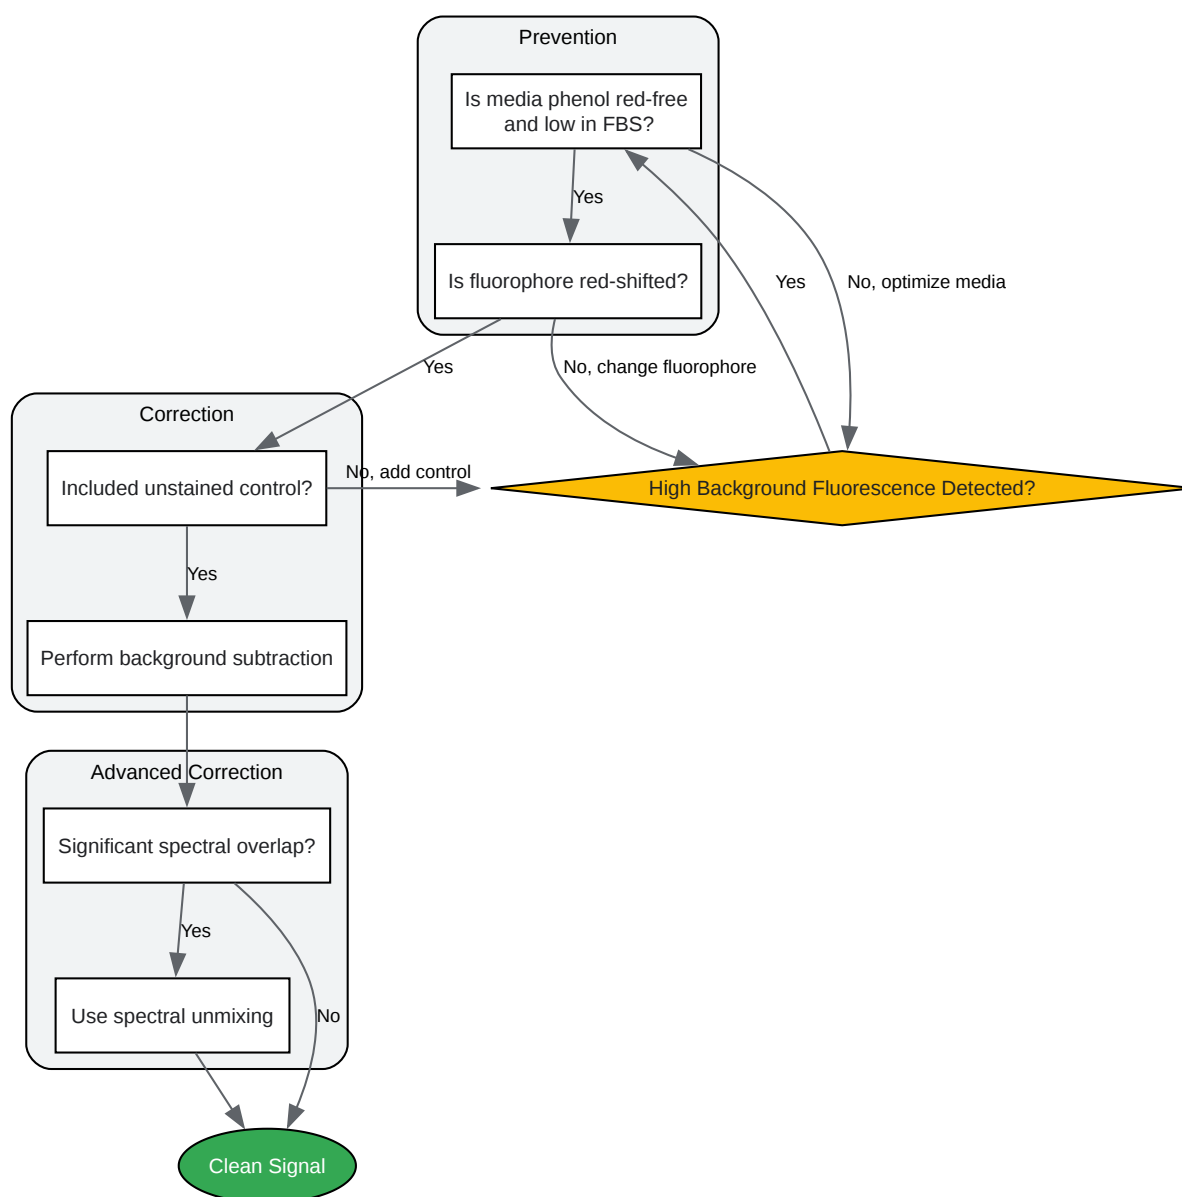 Prevention
Is media phenol red-free
and low in FBS?
Yes
Is fluorophore red-shifted?
Yes
No, optimize media
Yes
No, change fluorophore
Correction
Included unstained control?
No, add control
High Background Fluorescence Detected?
Yes
Perform background subtraction
Advanced Correction
Significant spectral overlap?
Yes
Use spectral unmixing
No
Clean Signal